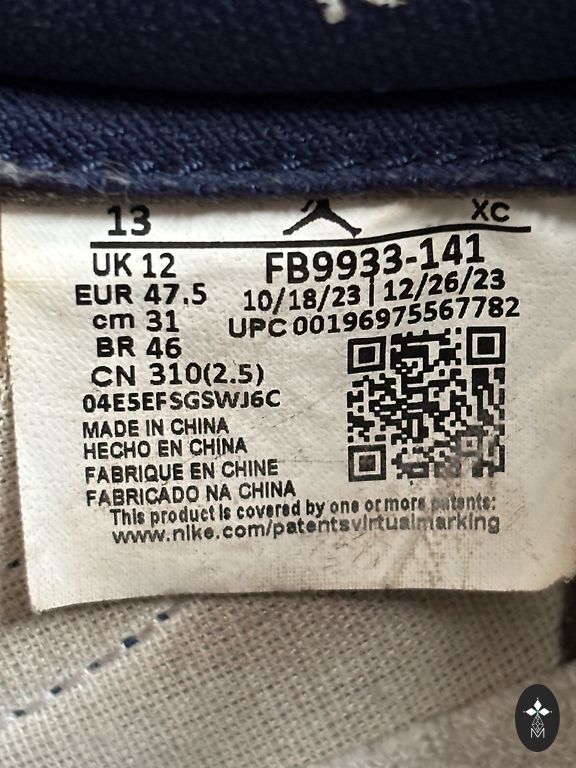 13
XC
UK 12
FB9933-141
EUR 47.5
10/18/23 | 12/26/23
cm 31
UPC 00196975567782
BR 46
CN 310(2.5)
04E5EFSGSWJ6C
MADE IN CHINA
HECHO EN CHINA
FABRIQUE EN CHINE
FABRICADO NA CHINA
This product is covered by one or more patents:
www.nike.com/patentsvirtualmarking
M